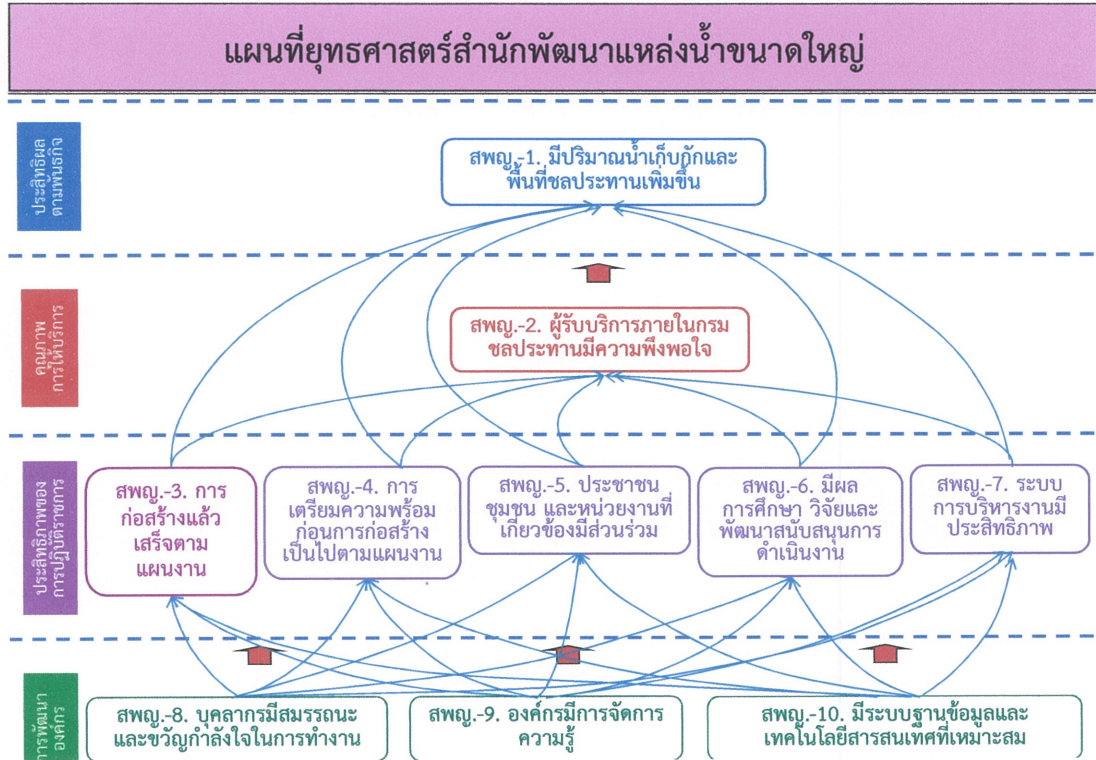 แผนที่ยุทธศาสตร์สำนักพัฒนาแหล่งน้ำขนาดใหญ่
ประสิทธิผล
ตามพันธกิจ
สพญ.-1. มีปริมาณน้ำเก็บกักและ
พื้นที่ชลประทานเพิ่มขึ้น
คุณภาพ
การให้บริการ
สพญ.-2. ผู้รับบริการภายในกรม
ชลประทานมีความพึงพอใจ
ประสิทธิภาพของ
การปฏิบัติราชการ
สพญ.-3. การ
ก่อสร้างแล้ว
เสร็จตาม
แผนงาน
สพญ.-4. การ
เตรียมความพร้อม
ก่อนการก่อสร้าง
เป็นไปตามแผนงาน
สพญ.-5. ประชาชน
ชุมชน และหน่วยงานที่
เกี่ยวข้องมีส่วนร่วม
สพญ.-6. มีผล
การศึกษา วิจัยและ
พัฒนาสนับสนุนการ
ดำเนินงาน
สพญ.-7. ระบบ
การบริหารงานมี
ประสิทธิภาพ
การพัฒนา
องค์กร
สพญ.-8. บุคลากรมีสมรรถนะ
และขวัญกำลังใจในการทำงาน
สพญ.-9. องค์กรมีการจัดการ
ความรู้
สพญ.-10. มีระบบฐานข้อมูลและ
เทคโนโลยีสารสนเทศที่เหมาะสม